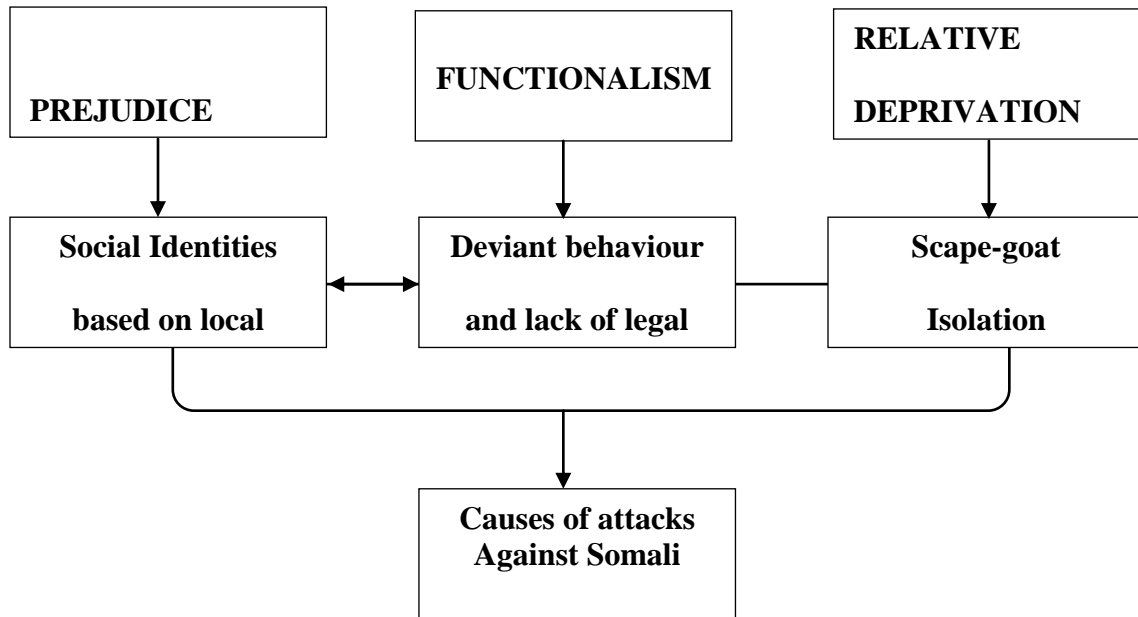 PREJUDICE
FUNCTIONALISM
RELATIVE
DEPRIVATION
Social Identities
based on local
Deviant behaviour
and lack of legal
Scape-goat
Isolation
Causes of attacks
Against Somali